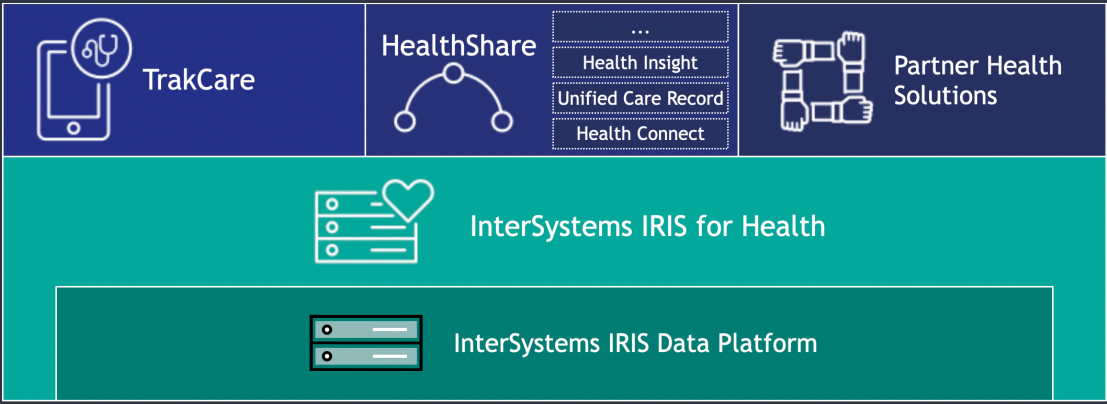 TrakCare
HealthShare
...
Health Insight
Unified Care Record
Health Connect
Partner Health
Solutions
InterSystems IRIS for Health
InterSystems IRIS Data Platform